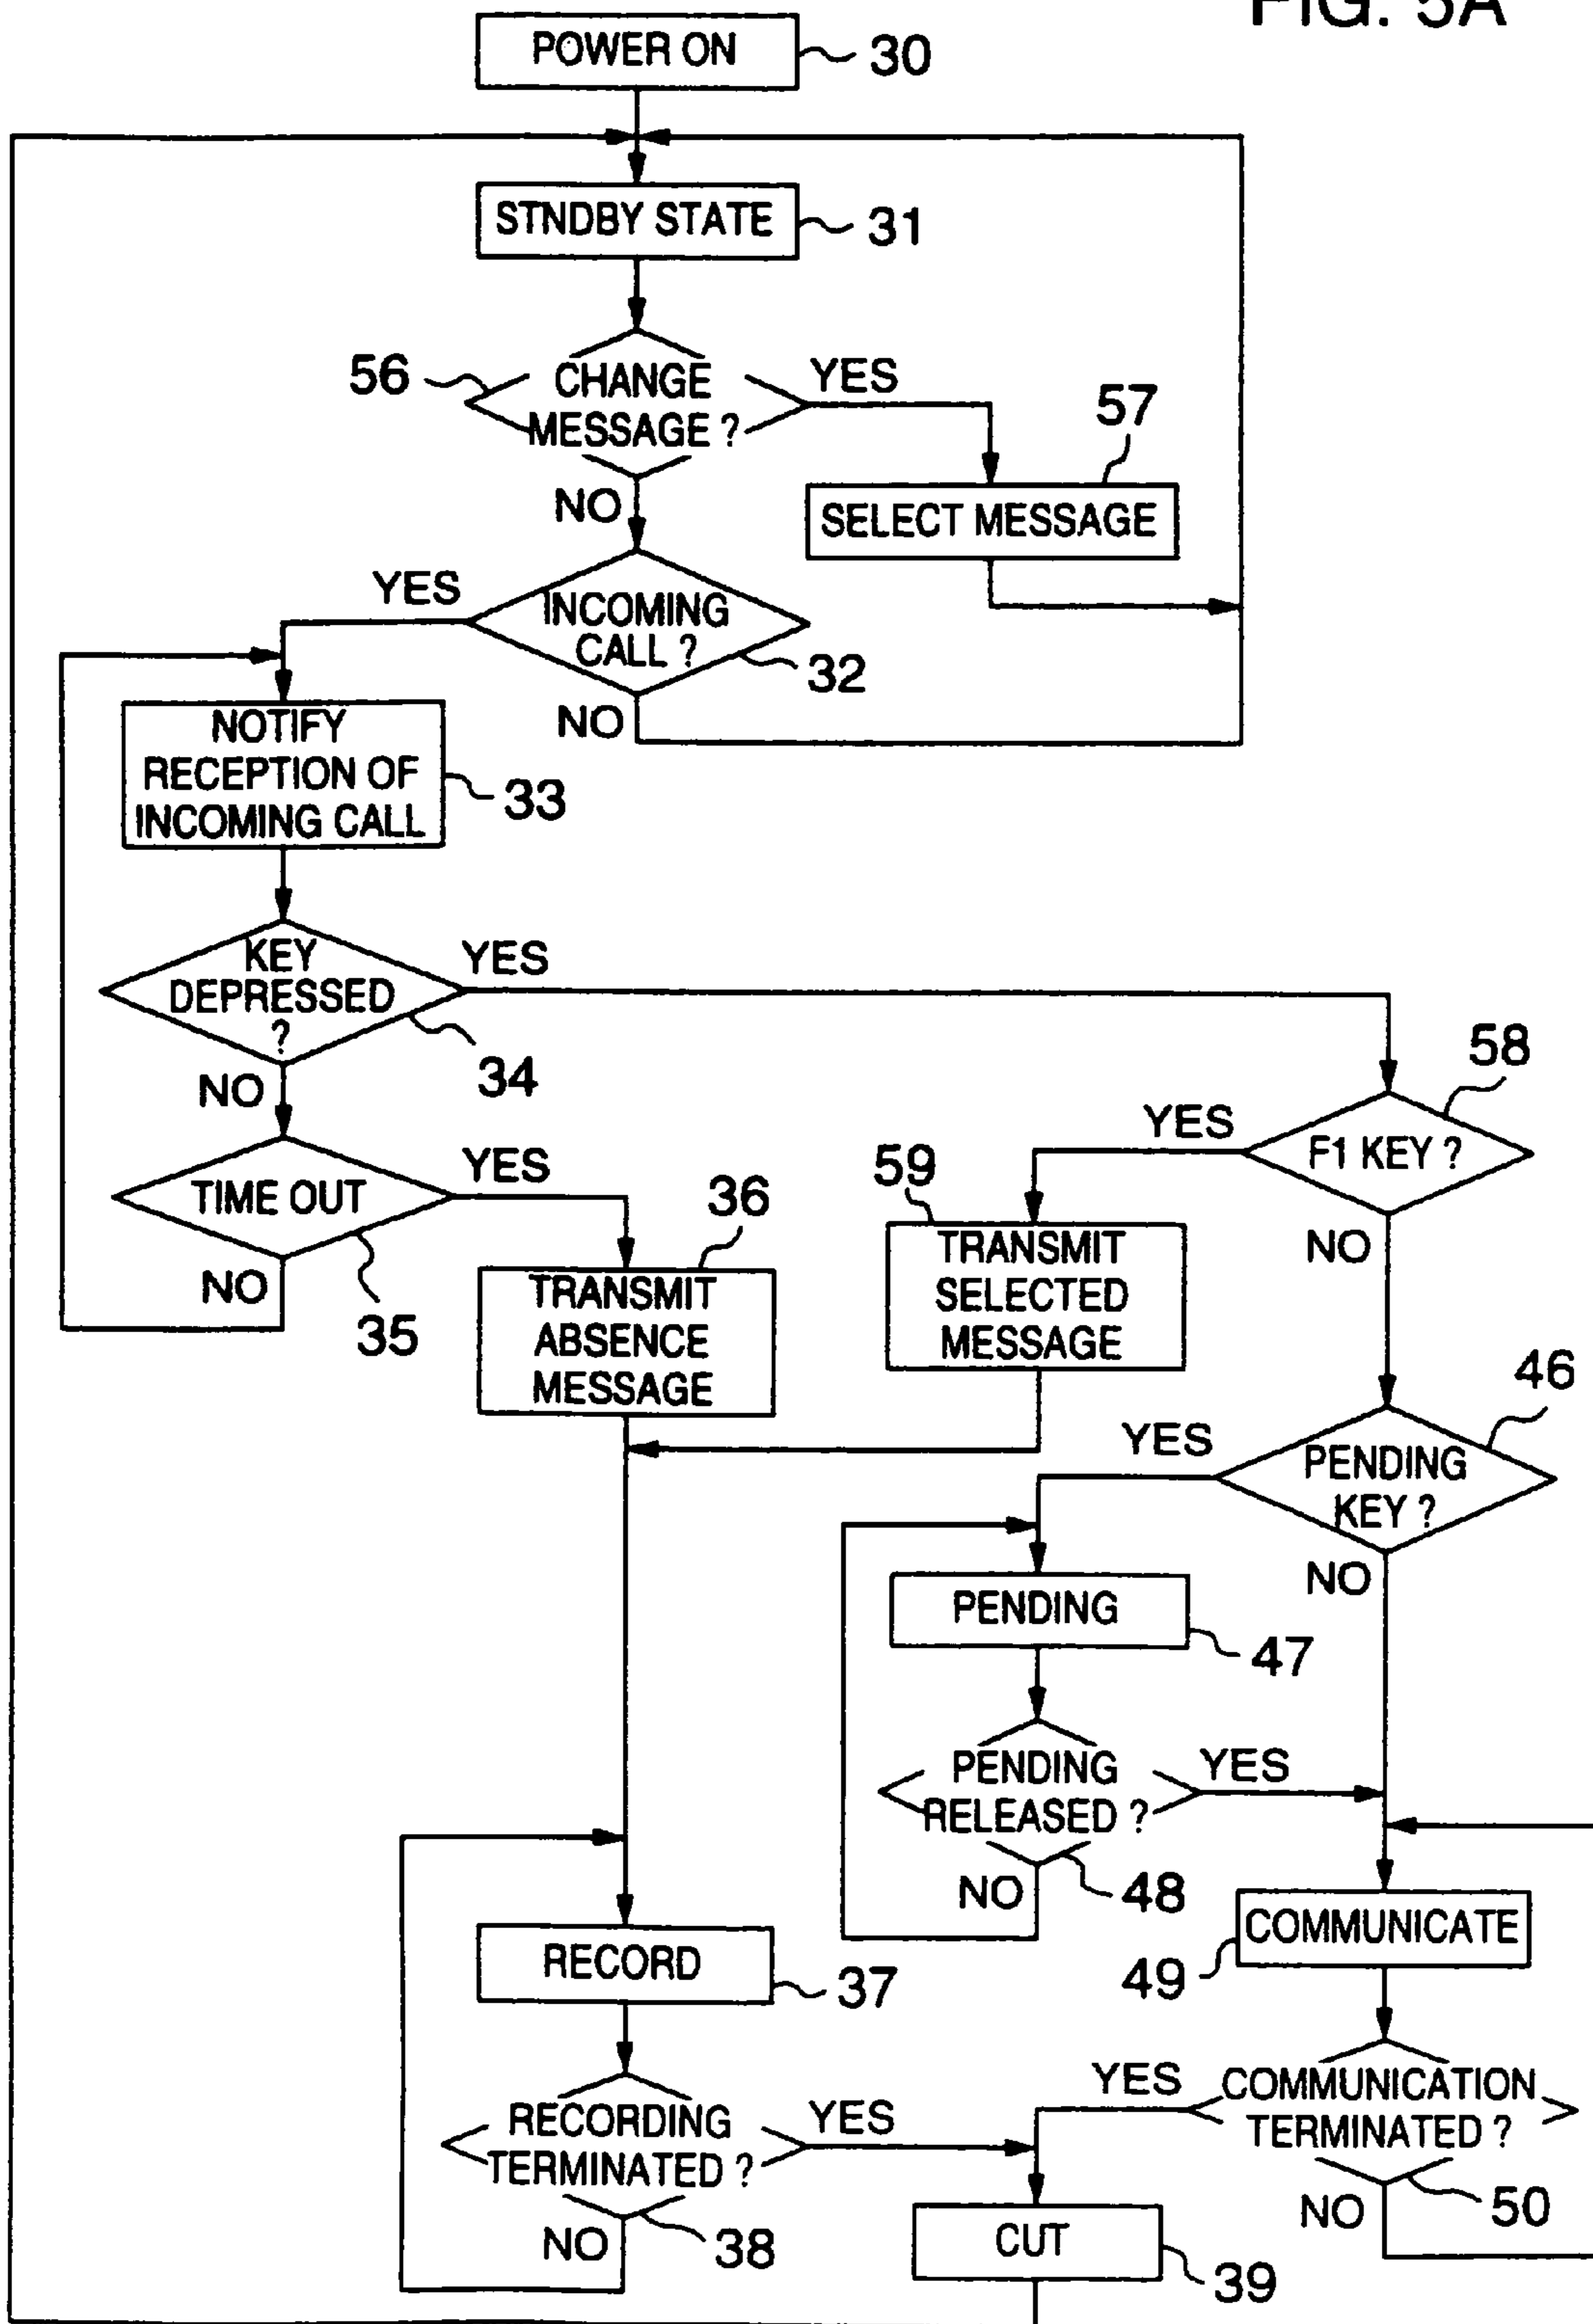 FIG. 5A
POWER ON
30
STNDBY STATE
31
56
CHANGE
MESSAGE ?
YES
57
NO
SELECT MESSAGE
YES
INCOMING
CALL ?
32
NO
NOTIFY
RECEPTION OF
INCOMING CALL
33
KEY
DEPRESSED
?
YES
34
NO
58
F1 KEY ?
YES
NO
TIME OUT
YES
35
NO
36
TRANSMIT
ABSENCE
MESSAGE
59
TRANSMIT
SELECTED
MESSAGE
46
PENDING
KEY ?
YES
NO
PENDING
47
PENDING
RELEASED ?
YES
48
NO
COMMUNICATE
49
RECORD
37
COMMUNICATION
TERMINATED ?
YES
50
NO
RECORDING
TERMINATED ?
YES
38
NO
CUT
39